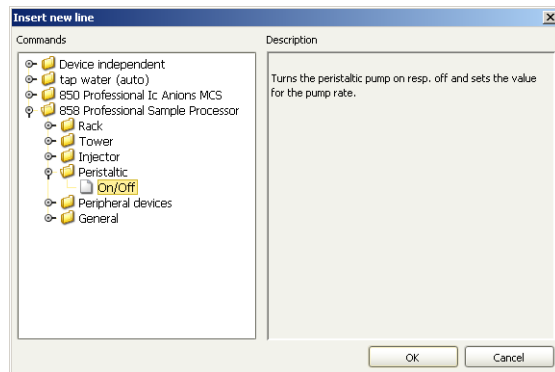 Insert new line
Commands
Description
Device independent
tap water (auto)
850 Professional Ic Anions MCS
858 Professional Sample Processor
Rack
Tower
Injector
Peristaltic
On/Off
Peripheral devices
General
Turns the peristaltic pump on resp. off and sets the value
for the pump rate.
OK
Cancel